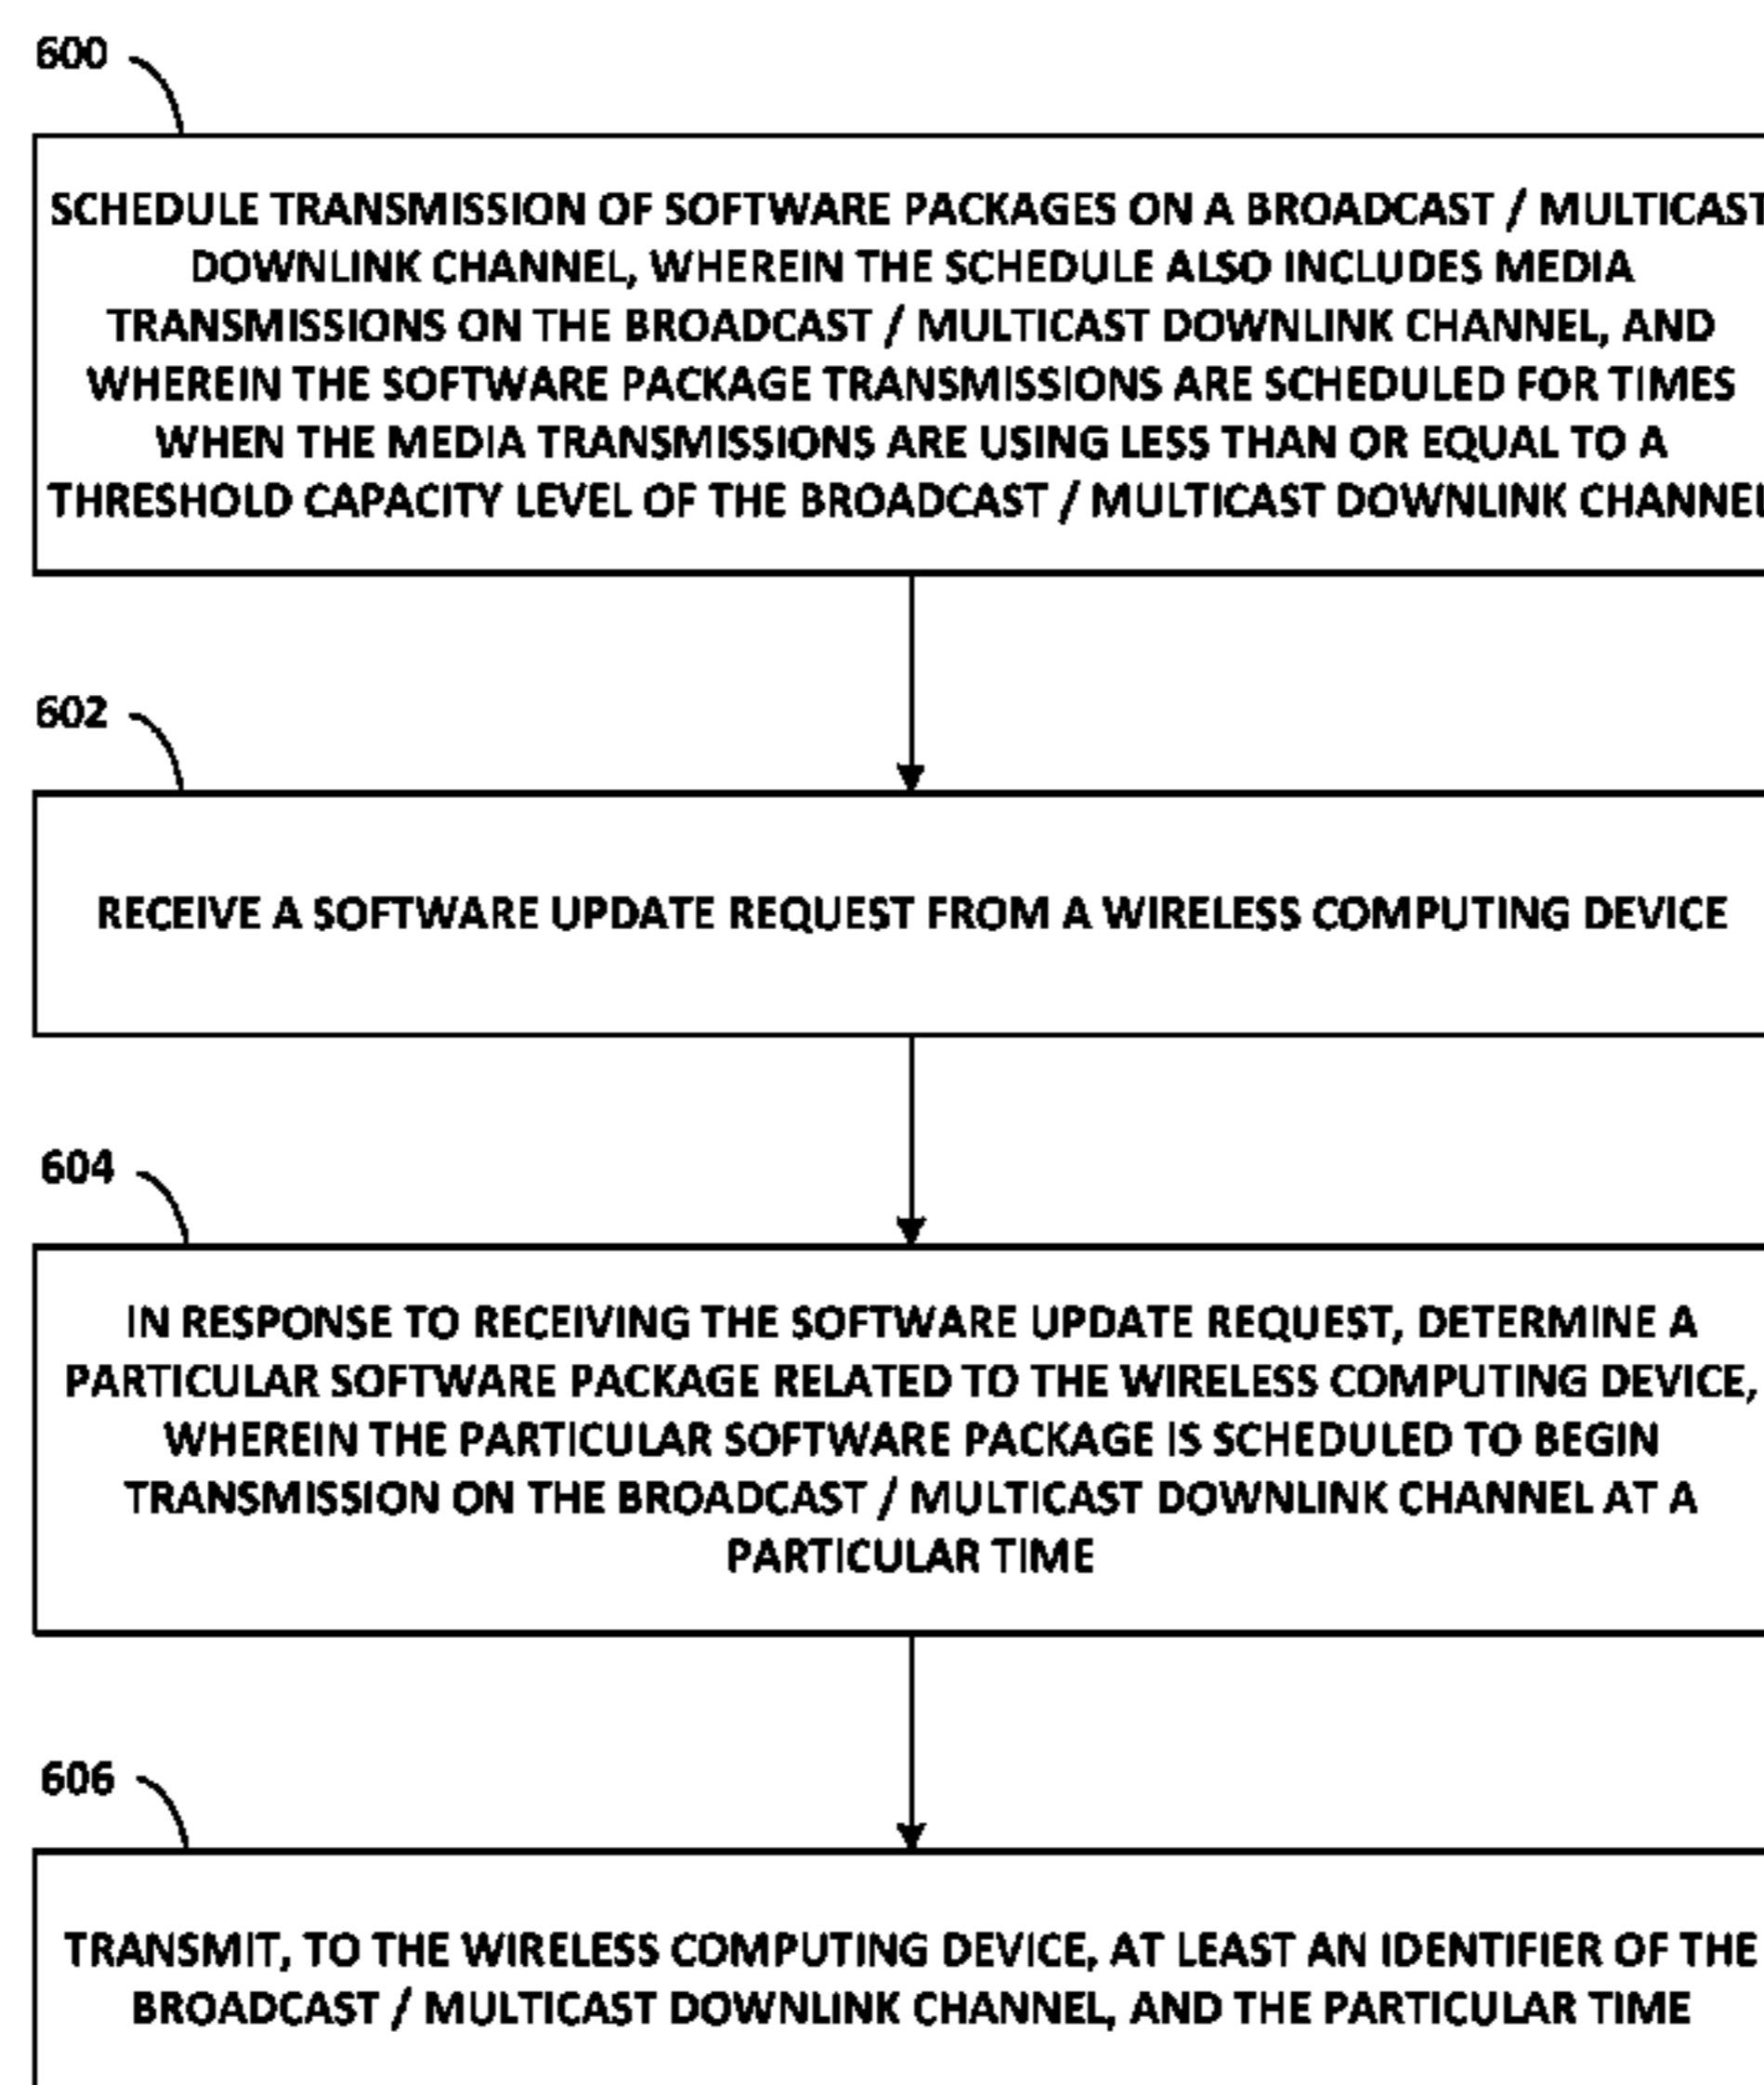 600
SCHEDULE TRANSMISSION OF SOFTWARE PACKAGES ON A BROADCAST / MULTICAST
DOWNLINK CHANNEL, WHEREIN THE SCHEDULE ALSO INCLUDES MEDIA
TRANSMISSIONS ON THE BROADCAST / MULTICAST DOWNLINK CHANNEL, AND
WHEREIN THE SOFTWARE PACKAGE TRANSMISSIONS ARE SCHEDULED FOR TIMES
WHEN THE MEDIA TRANSMISSIONS ARE USING LESS THAN OR EQUAL TO A
THRESHOLD CAPACITY LEVEL OF THE BROADCAST / MULTICAST DOWNLINK CHANNEL
602
RECEIVE A SOFTWARE UPDATE REQUEST FROM A WIRELESS COMPUTING DEVICE
604
IN RESPONSE TO RECEIVING THE SOFTWARE UPDATE REQUEST, DETERMINE A
PARTICULAR SOFTWARE PACKAGE RELATED TO THE WIRELESS COMPUTING DEVICE,
WHEREIN THE PARTICULAR SOFTWARE PACKAGE IS SCHEDULED TO BEGIN
TRANSMISSION ON THE BROADCAST / MULTICAST DOWNLINK CHANNEL AT A
PARTICULAR TIME
606
TRANSMIT, TO THE WIRELESS COMPUTING DEVICE, AT LEAST AN IDENTIFIER OF THE
BROADCAST / MULTICAST DOWNLINK CHANNEL, AND THE PARTICULAR TIME